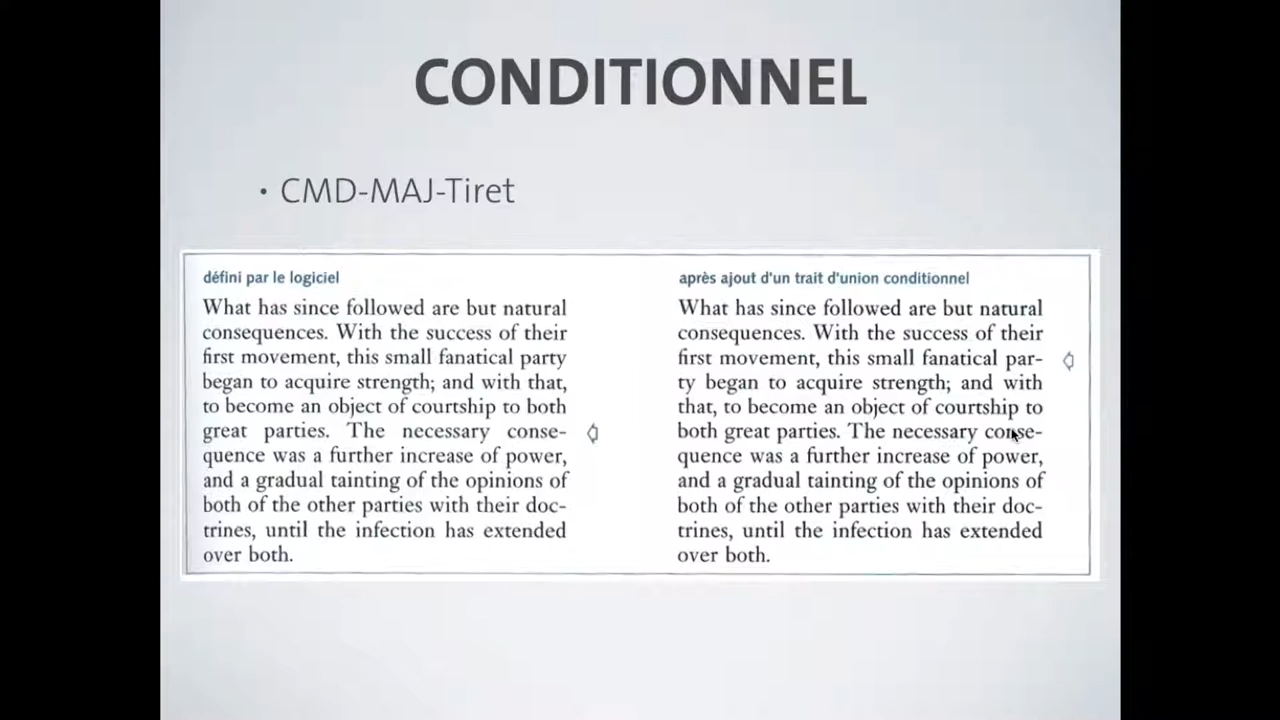 CONDITIONNEL
• CMD-MAJ-Tiret
défini par le logiciel
What has since followed are but natural
consequences. With the success of their
first movement, this small fanatical party
began to acquire strength; and with that,
to become an object of courtship to both
great parties. The necessary conse-
quence was a further increase of power,
and a gradual tainting of the opinions of
both of the other parties with their doc-
trines, until the infection has extended
over both.
après ajout d'un trait d'union conditionnel
What has since followed are but natural
consequences. With the success of their
first movement, this small fanatical par-
ty began to acquire strength; and with
that, to become an object of courtship to
both great parties. The necessary conse-
quence was a further increase of power,
and a gradual tainting of the opinions of
both of the other parties with their doc-
trines, until the infection has extended
over both.